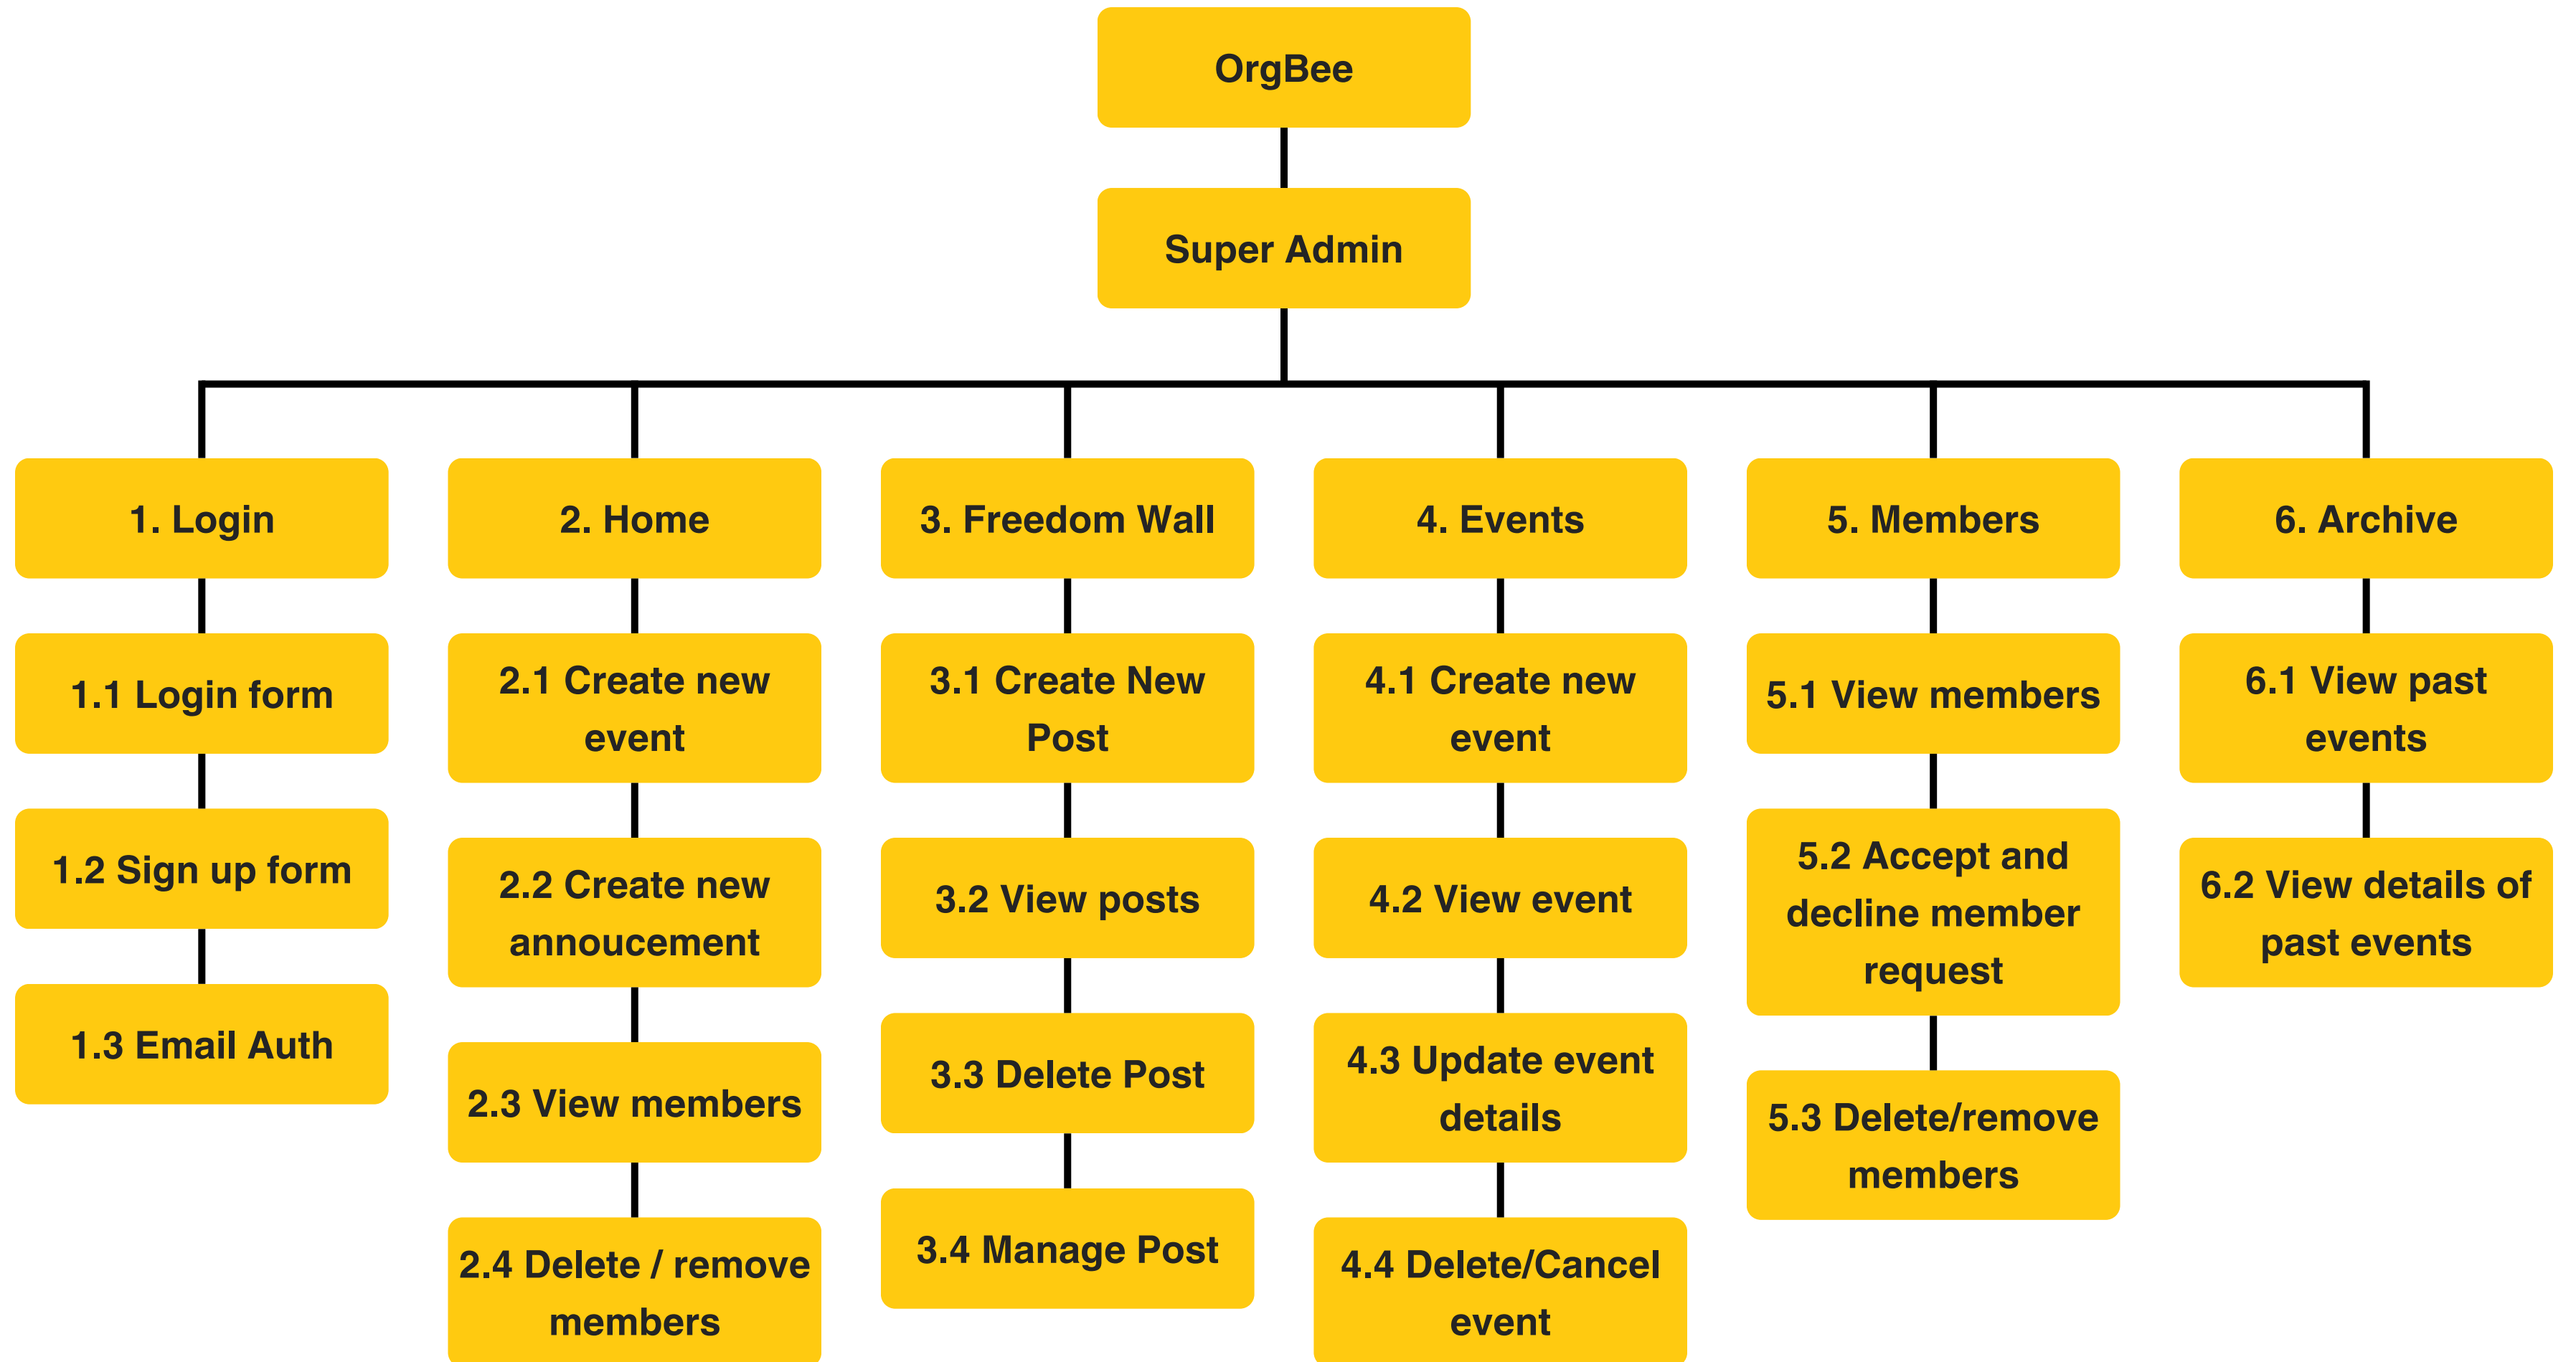 OrgBee
Super Admin
1. Login
2. Home
3. Freedom Wall
4. Events
5. Members
6. Archive
1.1 Login form
1.2 Sign up form
1.3 Email Auth
2.1 Create new
event
2.2 Create new
annoucement
2.3 View members
2.4 Delete / remove
members
3.1 Create New
Post
3.2 View posts
3.3 Delete Post
3.4 Manage Post
4.1 Create new
event
4.2 View event
4.3 Update event
details
4.4 Delete/Cancel
event
5.1 View members
5.2 Accept and
decline member
request
5.3 Delete/remove
members
6.1 View past
events
6.2 View details of
past events